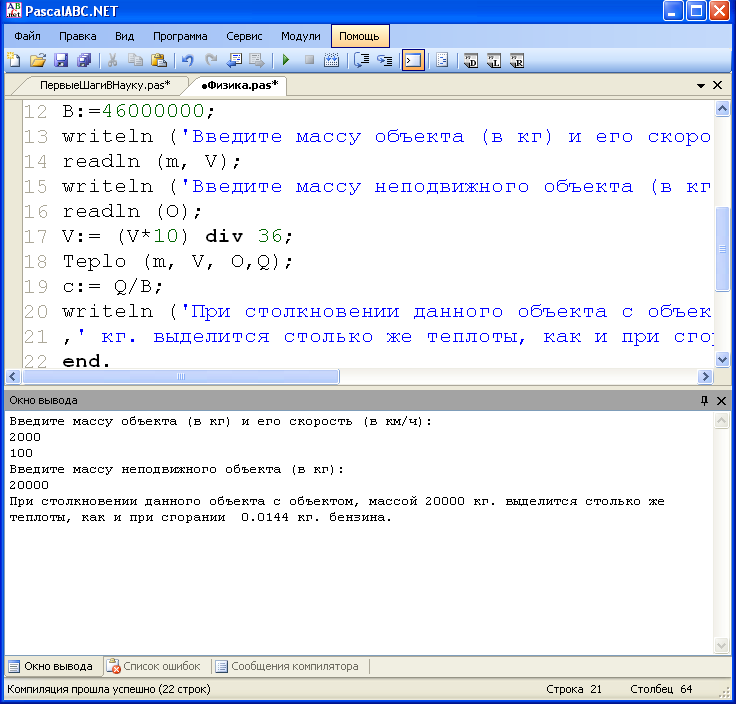 PascalABC.NET
Файл Правка Вид Программа Сервис Модули Помощь
ПервыеШагиВНауку.pas* •Физика.pas*
12 B:=46000000;
13 writeln ('Введите массу объекта (в кг) и его скоро
14 readln (m, V);
15 writeln ('Введите массу неподвижного объекта (в кг
16 readln (O);
17 V:= (V*10) div 36;
18 Teplo (m, V, O,Q);
19 c:= Q/B;
20 writeln ('При столкновении данного объекта с объек
21 ,' кг. выделится столько же теплоты, как и при сгор
22 end.
Окно вывода
Введите массу объекта (в кг) и его скорость (в км/ч):
2000
100
Введите массу неподвижного объекта (в кг):
20000
При столкновении данного объекта с объектом, массой 20000 кг. выделится столько же
теплоты, как и при сгорании  0.0144 кг. бензина.
Окно вывода Список ошибок Сообщения компилятора
Компиляция прошла успешно (22 строк) Строка 21 Столбец 64